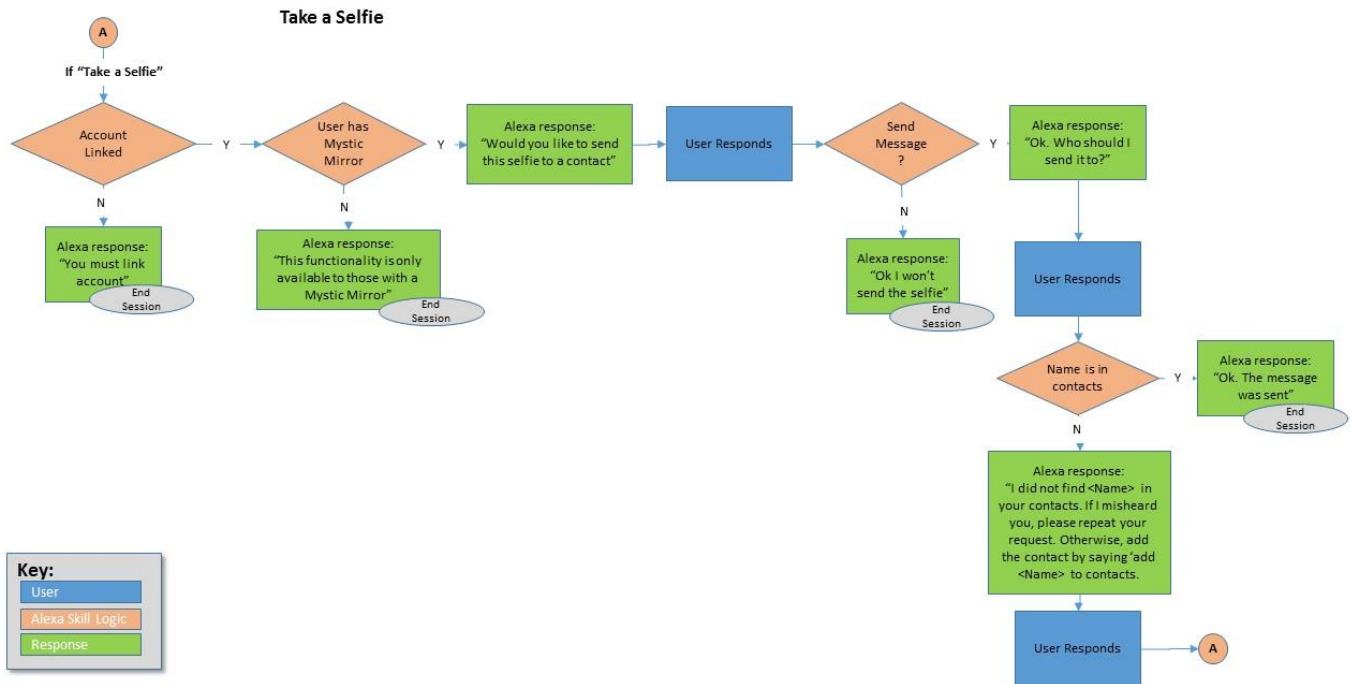 Take a Selfie
A
If "Take a Selfie"
Account
Linked
Y
User has
Mystic
Mirror
Y
Alexa response:
"Would you like to send
this selfie to a contact"
User Responds
Send
Message
?
Y
Alexa response:
"Ok. Who should I
send it to?"
N
Alexa response:
"You must link
account"
End
Session
N
Alexa response:
"This functionality is only
available to those with a
Mystic Mirror"
End
Session
N
Alexa response:
"Ok I won't
send the selfie"
End
Session
User Responds
Name is in
contacts
Y
Alexa response:
"Ok. The message
was sent"
End
Session
N
Alexa response:
"I did not find <Name> in
your contacts. If I misheard
you, please repeat your
request. Otherwise, add
the contact by saying 'add
<Name> to contacts.
User Responds
A
Key:
User
Alexa Skill Logic
Response